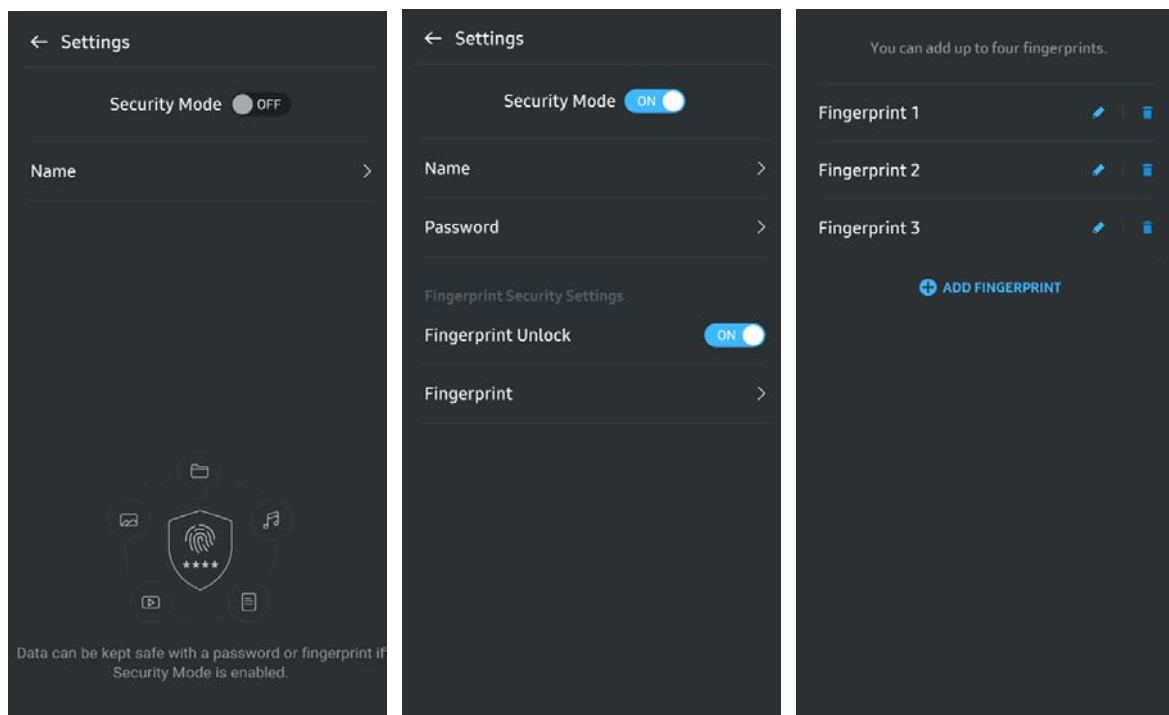 Settings
Security Mode OFF
Name
****
Data can be kept safe with a password or fingerprint if
Security Mode is enabled.
Settings
Security Mode ON
Name
Password
Fingerprint Security Settings
Fingerprint Unlock ON
Fingerprint
You can add up to four fingerprints.
Fingerprint 1
Fingerprint 2
Fingerprint 3
ADD FINGERPRINT